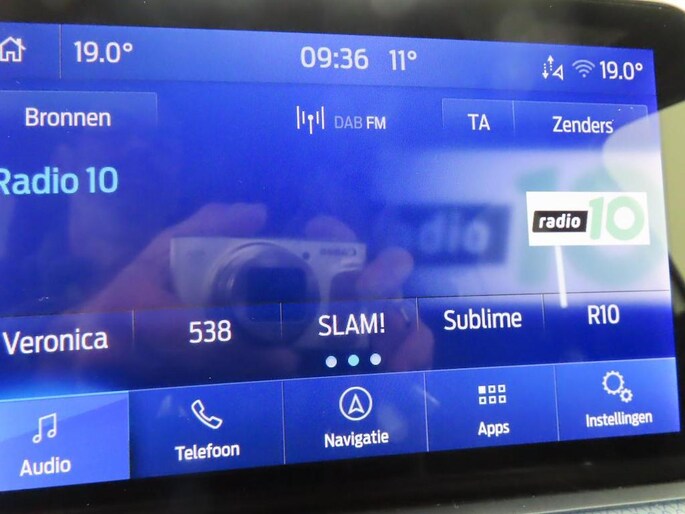 19.0° 09:36 11° 19.0°
Bronnen DAB FM TA Zenders
Radio 10
radio 10
Veronica 538 SLAM! Sublime R10
Audio Telefoon Navigatie Apps Instellingen